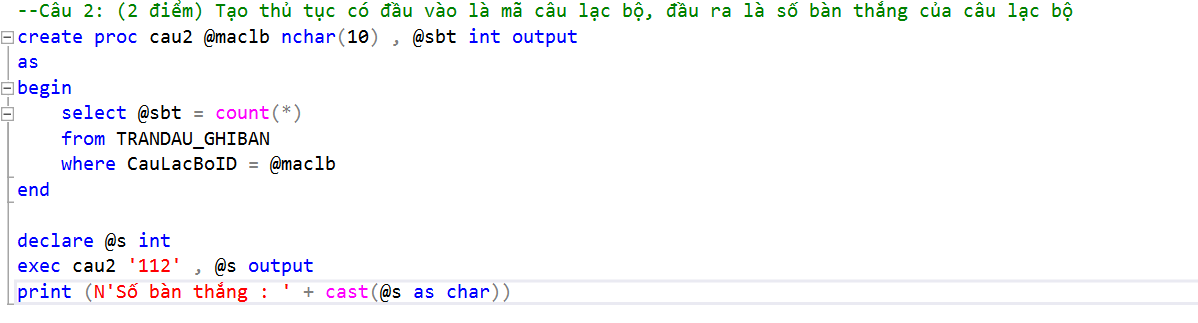 --Câu 2: (2 điểm) Tạo thủ tục có đầu vào là mã câu lạc bộ, đầu ra là số bàn thắng của câu lạc bộ
create proc cau2 @maclb nchar(10) , @sbt int output
as
begin
select @sbt = count(*)
from TRANDAU_GHIBAN
where CauLacBoID = @maclb
end
declare @s int
exec cau2 '112' , @s output
print (N'Số bàn thắng : ' + cast(@s as char))